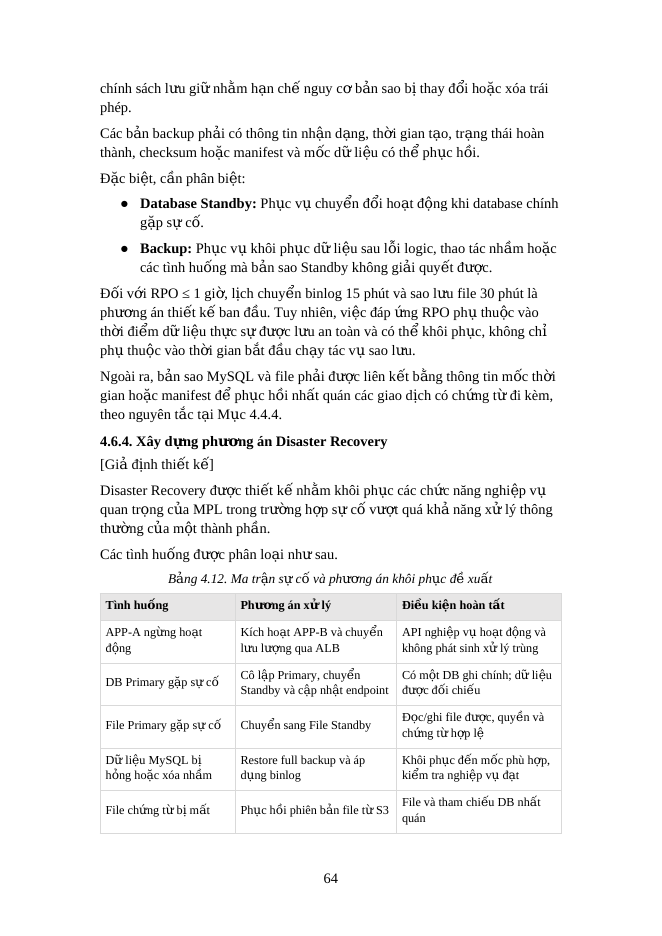 chính sách lưu giữ nhằm hạn chế nguy cơ bản sao bị thay đổi hoặc xóa trái
phép.
Các bản backup phải có thông tin nhận dạng, thời gian tạo, trạng thái hoàn
thành, checksum hoặc manifest và mốc dữ liệu có thể phục hồi.
Đặc biệt, cần phân biệt:
● Database Standby: Phục vụ chuyển đổi hoạt động khi database chính
gặp sự cố.
● Backup: Phục vụ khôi phục dữ liệu sau lỗi logic, thao tác nhầm hoặc
các tình huống mà bản sao Standby không giải quyết được.
Đối với RPO ≤ 1 giờ, lịch chuyển binlog 15 phút và sao lưu file 30 phút là
phương án thiết kế ban đầu. Tuy nhiên, việc đáp ứng RPO phụ thuộc vào
thời điểm dữ liệu thực sự được lưu an toàn và có thể khôi phục, không chỉ
phụ thuộc vào thời gian bắt đầu chạy tác vụ sao lưu.
Ngoài ra, bản sao MySQL và file phải được liên kết bằng thông tin mốc thời
gian hoặc manifest để phục hồi nhất quán các giao dịch có chứng từ đi kèm,
theo nguyên tắc tại Mục 4.4.4.
4.6.4. Xây dựng phương án Disaster Recovery
[Giả định thiết kế]
Disaster Recovery được thiết kế nhằm khôi phục các chức năng nghiệp vụ
quan trọng của MPL trong trường hợp sự cố vượt quá khả năng xử lý thông
thường của một thành phần.
Các tình huống được phân loại như sau.
Bảng 4.12. Ma trận sự cố và phương án khôi phục đề xuất
Tình huống Phương án xử lý Điều kiện hoàn tất
APP-A ngừng hoạt
động
Kích hoạt APP-B và chuyển
lưu lượng qua ALB
API nghiệp vụ hoạt động và
không phát sinh xử lý trùng
DB Primary gặp sự cố
Cô lập Primary, chuyển
Standby và cập nhật endpoint
Có một DB ghi chính; dữ liệu
được đối chiếu
File Primary gặp sự cố
Chuyển sang File Standby
Đọc/ghi file được, quyền và
chứng từ hợp lệ
Dữ liệu MySQL bị
hỏng hoặc xóa nhầm
Restore full backup và áp
dụng binlog
Khôi phục đến mốc phù hợp,
kiểm tra nghiệp vụ đạt
File chứng từ bị mất
Phục hồi phiên bản file từ S3
File và tham chiếu DB nhất
quán
64